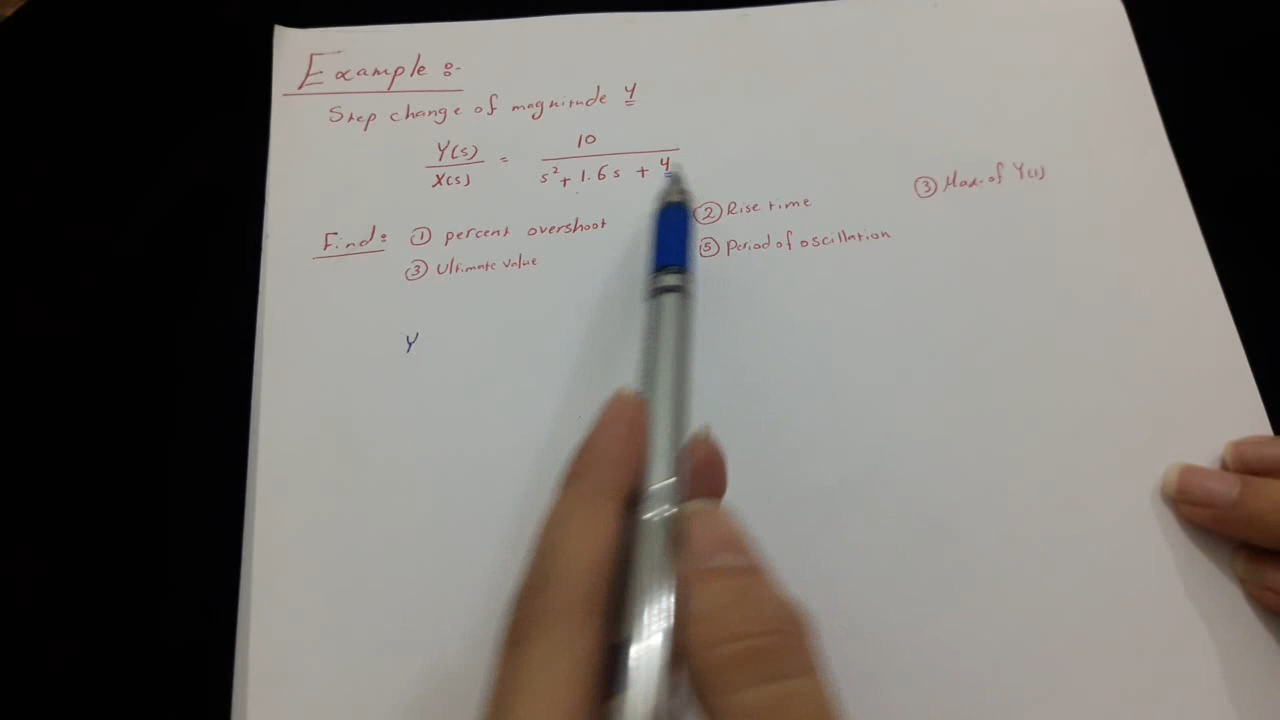 Example :-
Step change of magnitude 4
Y(s) / X(s) = 10 / s² + 1.6s + 4
Find: ① percent overshoot ② Rise time ③ Max. of Y(t)
③ Ultimate value ⑤ Period of oscillation
Y